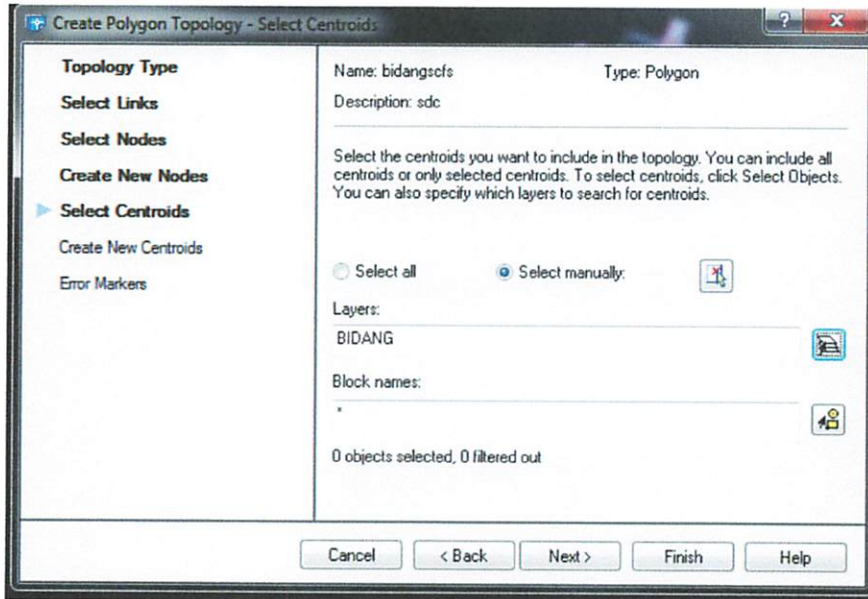 Create Polygon Topology - Select Centroids
Topology Type
Select Links
Select Nodes
Create New Nodes
Select Centroids
Create New Centroids
Error Markers
Name: bidangscfs Type: Polygon
Description: sdc
Select the centroids you want to include in the topology. You can include all
centroids or only selected centroids. To select centroids, click Select Objects.
You can also specify which layers to search for centroids.
Select all Select manually:
Layers:
BIDANG
Block names:
*
0 objects selected, 0 filtered out
Cancel < Back Next > Finish Help